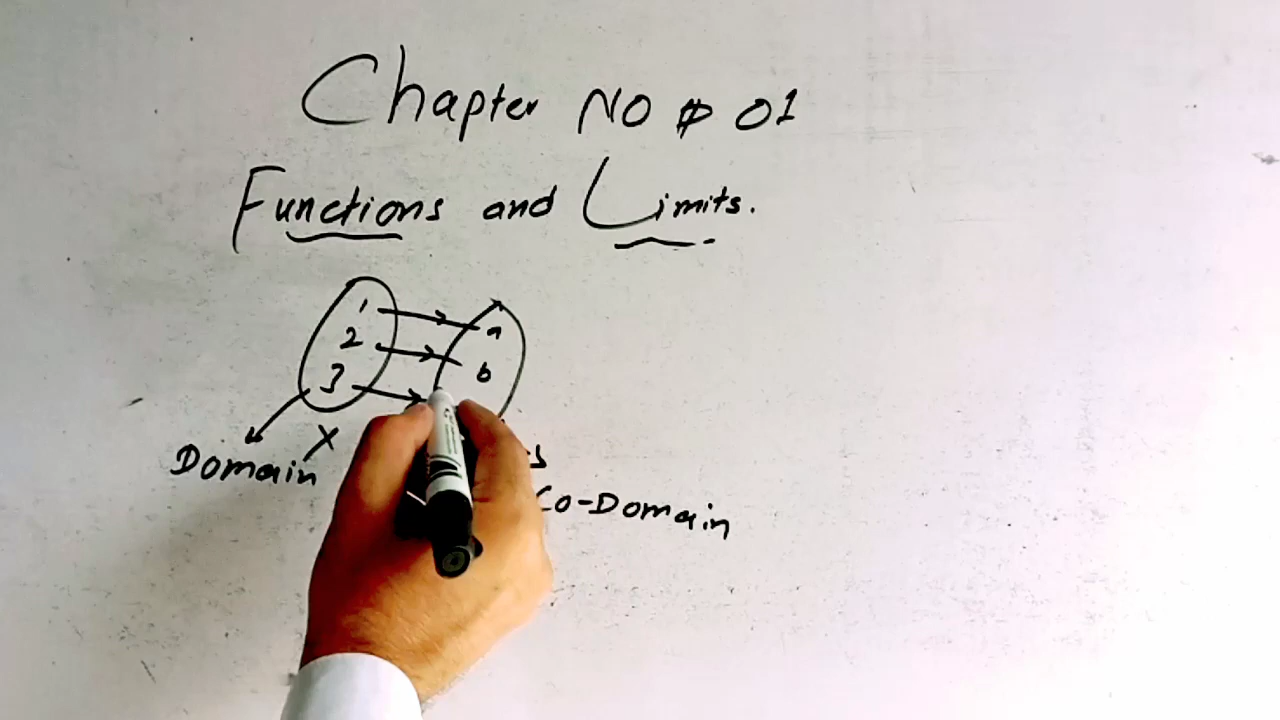 Chapter No # 01
Functions and Limits.
1 a
2 b
3
X
Domain
Co-Domain